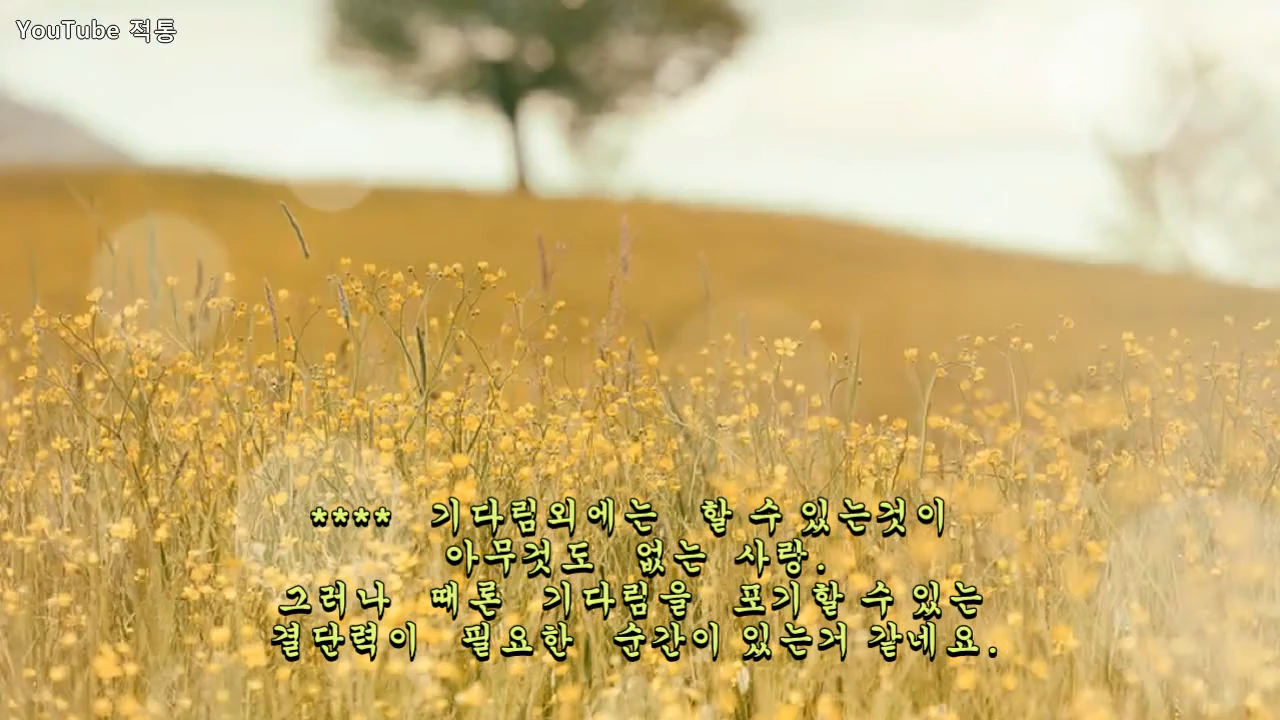 YouTube 적통
**** 기다림외에는 할 수 있는것이
아무것도 없는 사랑.
그러나 때론 기다림을 포기할 수 있는
결단력이 필요한 순간이 있는거 같네요.